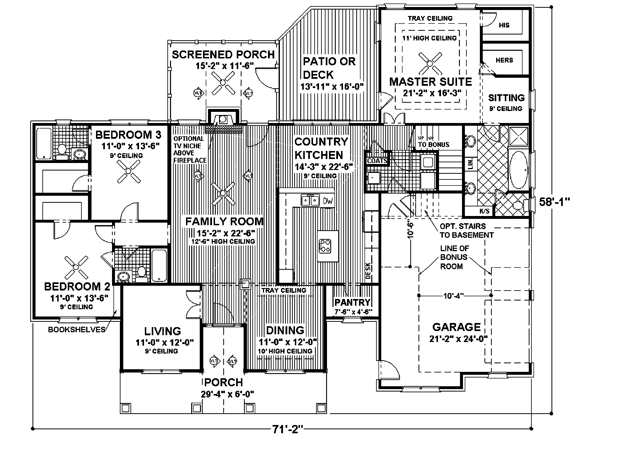 TRAY CEILING
11' HIGH CEILING
MASTER SUITE
21'-2" x 16'-3"
HIS
HERS
SITTING
9' CEILING
SCREENED PORCH
15'-2" x 11'-6"
PATIO OR
DECK
13'-11" x 16'-0"
BEDROOM 3
11'-0" x 13'-6"
9' CEILING
OPTIONAL
TV NICHE
ABOVE
FIREPLACE
COUNTRY
KITCHEN
14'-3" x 22'-6"
9' CEILING
COATS
UP
TO BONUS
LIN.
K/S
DW
FAMILY ROOM
15'-2" x 22'-6"
12'-6" HIGH CEILING
58'-1"
OPT. STAIRS
TO BASEMENT
LINE OF
BONUS
ROOM
10'-6"
10'-4"
DESK
BEDROOM 2
11'-0" x 13'-6"
9' CEILING
BOOKSHELVES
TRAY CEILING
PANTRY
7'-6" x 4'-6"
LIVING
11'-0" x 12'-0"
9' CEILING
DINING
11'-0" x 12'-0"
10' HIGH CEILING
GARAGE
21'-2" x 24'-0"
PORCH
29'-4" x 6'-0"
71'-2"